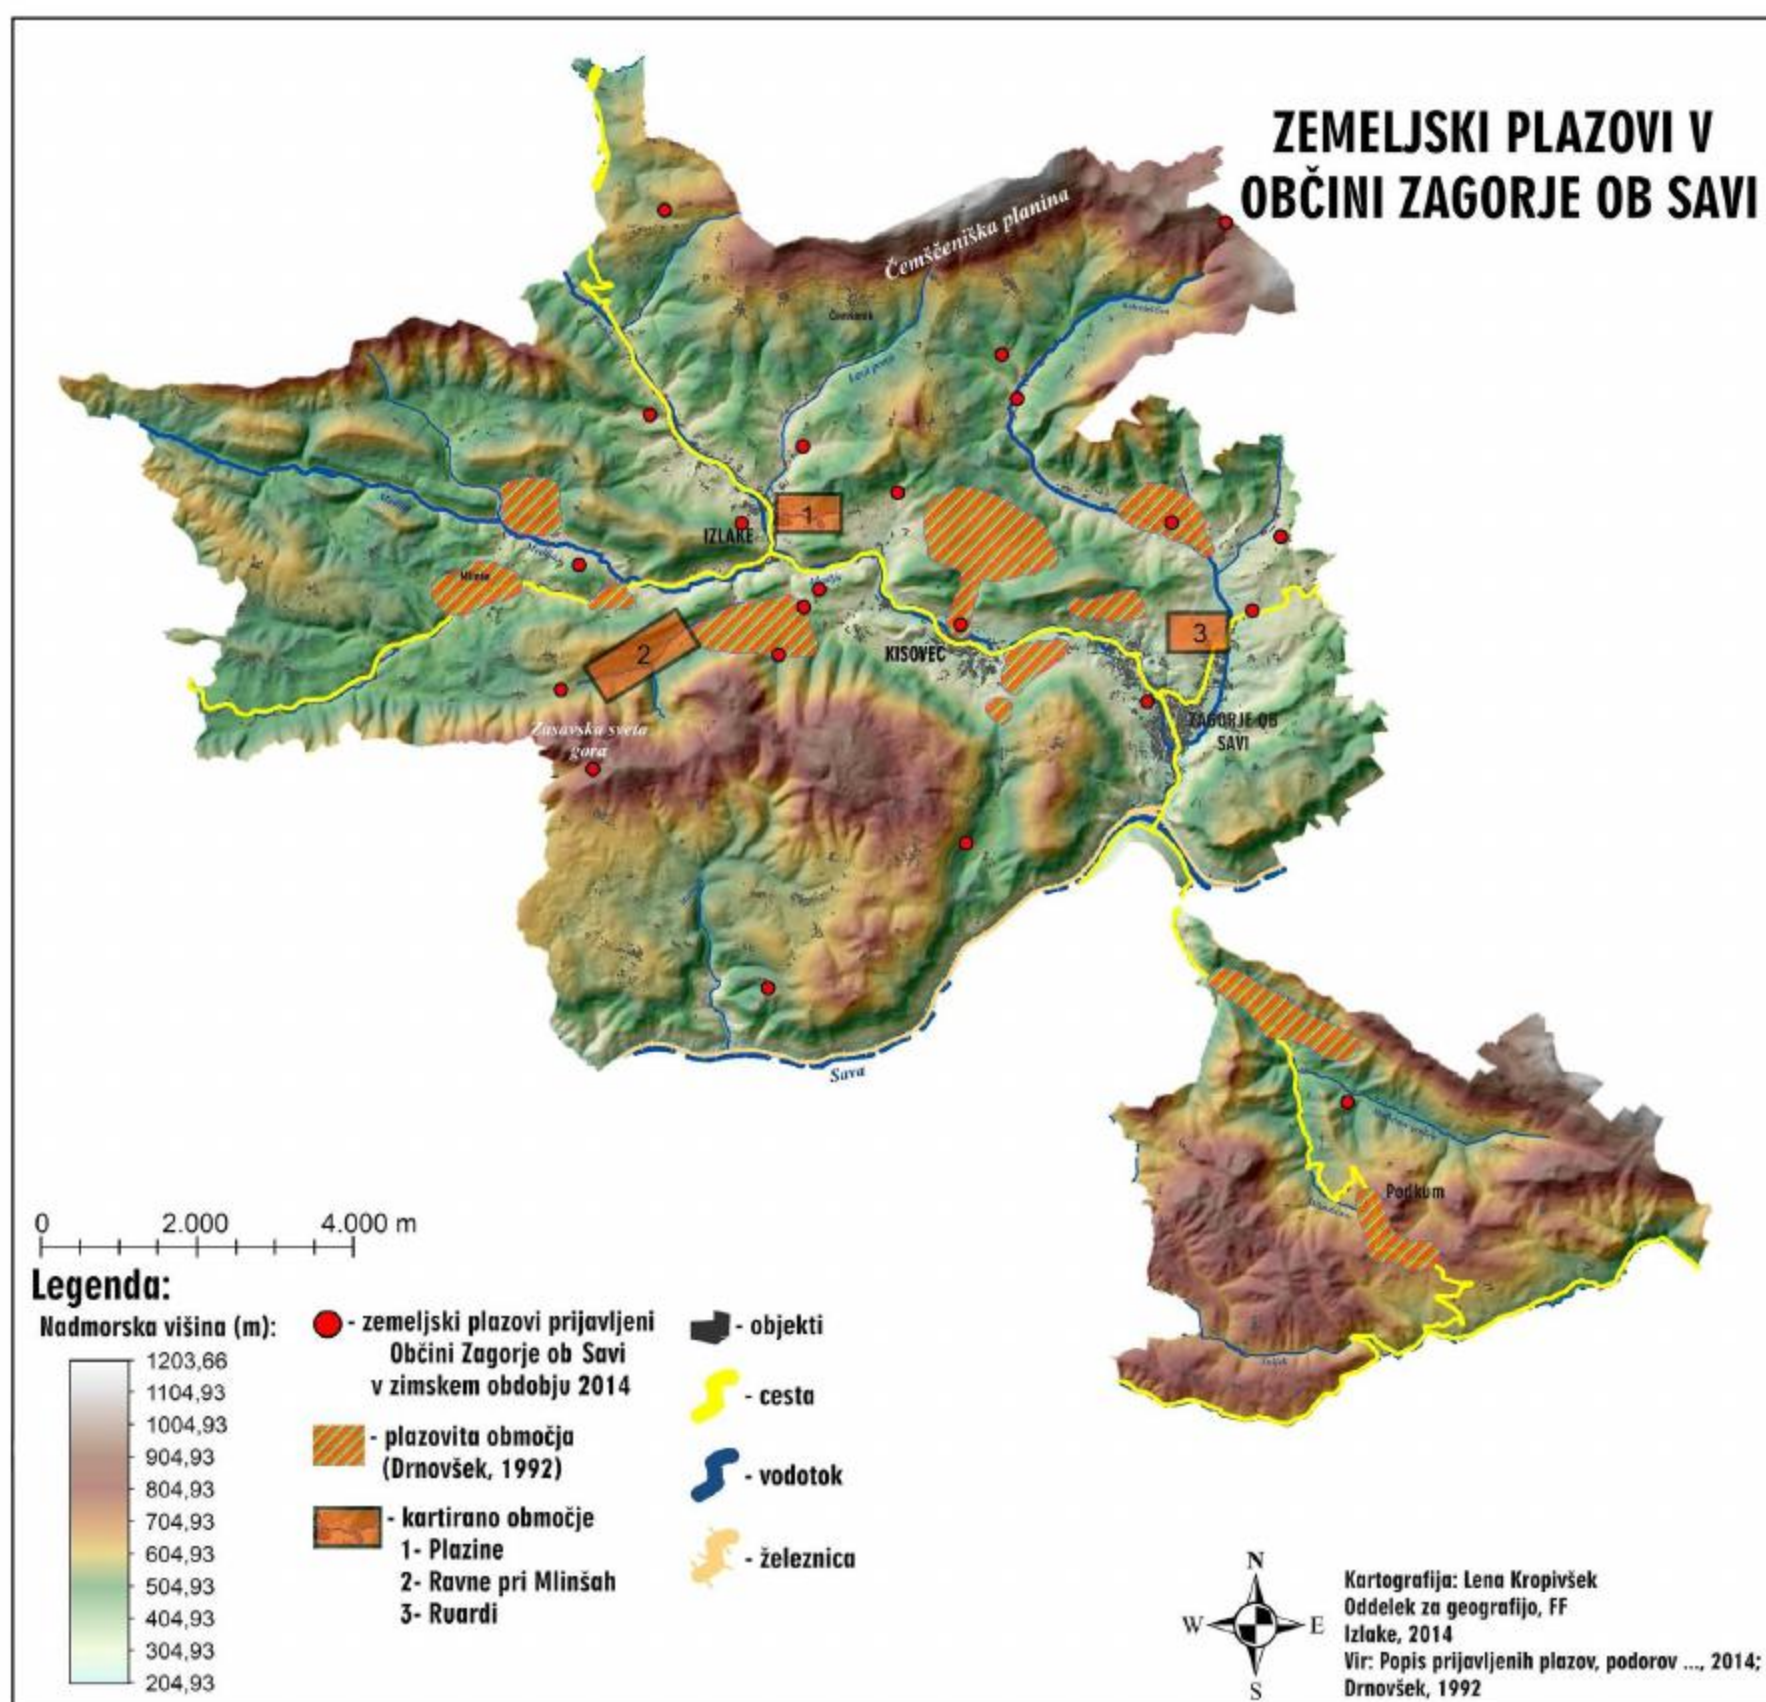 ZEMELJSKI PLAZOVI V
OBČINI ZAGORJE OB SAVI
Čemščeniška planina
Čemšenik
IZLAKE
Mlinše
KISOVEC
Zasavska sveta
gora
ZAGORJE OB
SAVI
1
2
3
Sava
Podkum
0 2.000 4.000 m
Legenda:
Nadmorska višina (m):
1203,66
1104,93
1004,93
904,93
804,93
704,93
604,93
504,93
404,93
304,93
204,93
- zemeljski plazovi prijavljeni
Občini Zagorje ob Savi
v zimskem obdobju 2014
- plazovita območja
(Drnovšek, 1992)
- kartirano območje
1- Plazine
2- Ravne pri Mlinšah
3- Ruardi
- objekti
- cesta
- vodotok
- železnica
N
W E
S
Kartografija: Lena Kropivšek
Oddelek za geografijo, FF
Izlake, 2014
Vir: Popis prijavljenih plazov, podorov ..., 2014;
Drnovšek, 1992